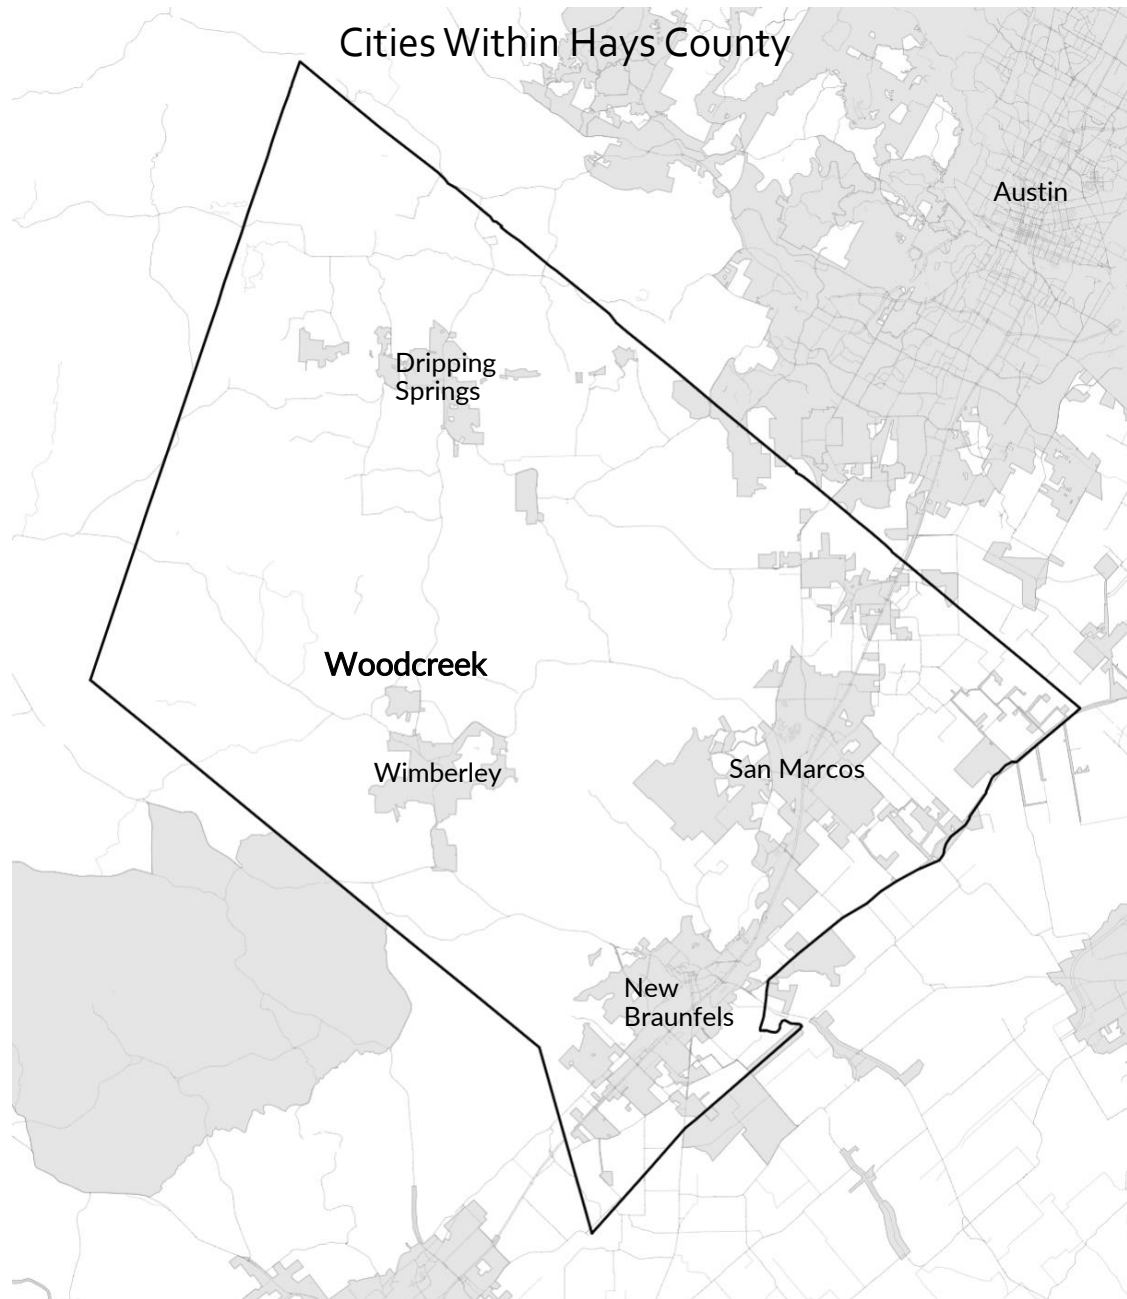 Cities Within Hays County
Austin
Dripping
Springs
Woodcreek
Wimberley
San Marcos
New
Braunfels